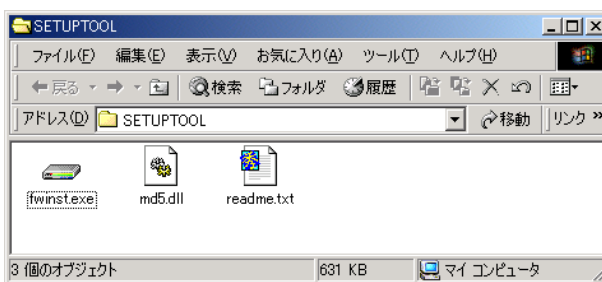 SETUPTOOL
ファイル(F) 編集(E) 表示(V) お気に入り(A) ツール(T) ヘルプ(H)
戻る 検索 フォルダ 履歴
アドレス(D) SETUPTOOL 移動 リンク »
fwinst.exe md5.dll readme.txt
3 個のオブジェクト 631 KB マイ コンピュータ